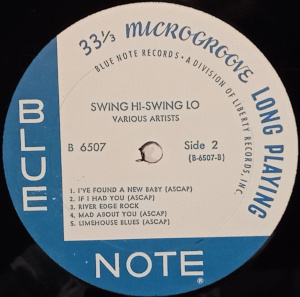 33⅓ MICROGROOVE LONG PLAYING
BLUE NOTE RECORDS • A DIVISION OF LIBERTY RECORDS, INC.
SWING HI-SWING LO
VARIOUS ARTISTS
B 6507
Side 2
(B-6507-B)
1. I'VE FOUND A NEW BABY (ASCAP)
2. IF I HAD YOU (ASCAP)
3. RIVER EDGE ROCK
4. MAD ABOUT YOU (ASCAP)
5. LIMEHOUSE BLUES (ASCAP)
BLUE
NOTE®